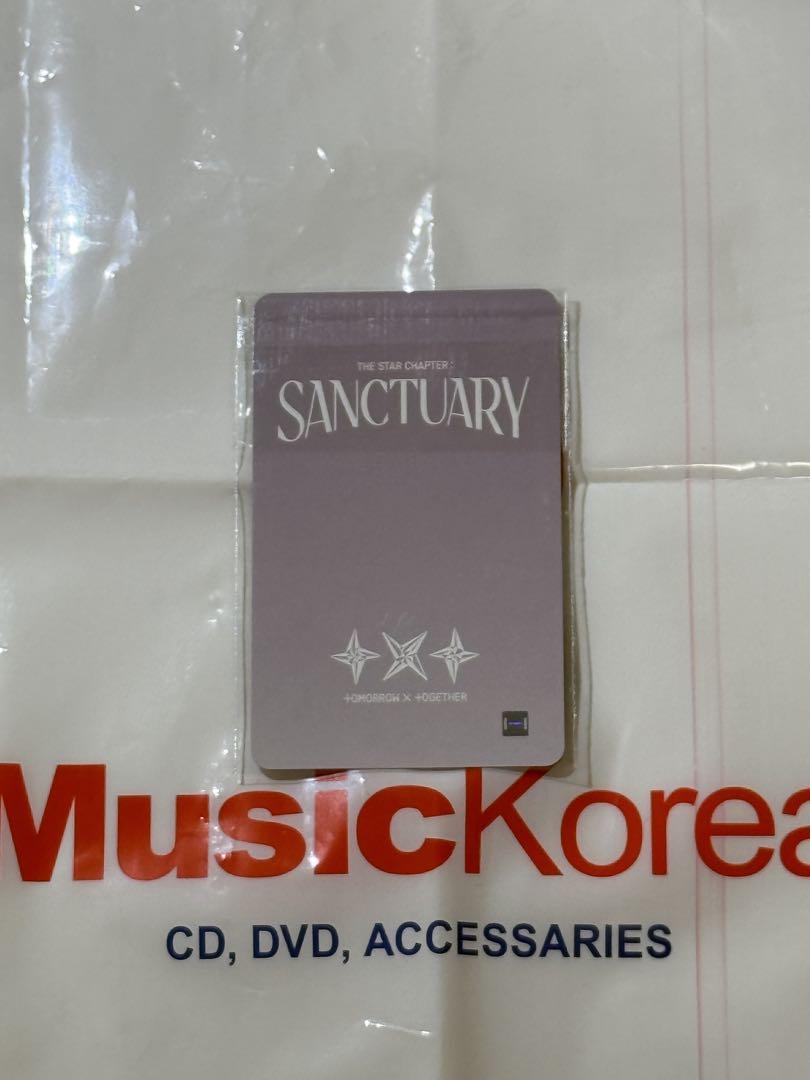 THE STAR CHAPTER :
SANCTUARY
TOMORROW X TOGETHER
MusicKorea
CD, DVD, ACCESSARIES